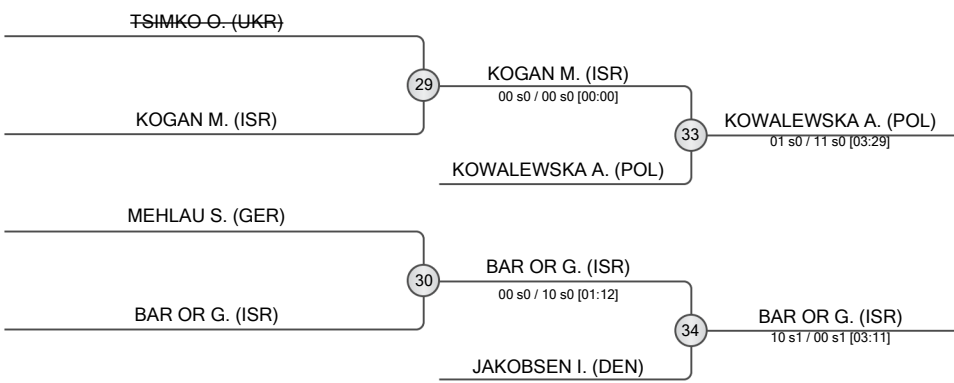 TSIMKO O. (UKR)
KOGAN M. (ISR)
29
KOGAN M. (ISR)
00 s0 / 00 s0 [00:00]
KOWALEWSKA A. (POL)
33
KOWALEWSKA A. (POL)
01 s0 / 11 s0 [03:29]
MEHLAU S. (GER)
BAR OR G. (ISR)
30
BAR OR G. (ISR)
00 s0 / 10 s0 [01:12]
JAKOBSEN I. (DEN)
34
BAR OR G. (ISR)
10 s1 / 00 s1 [03:11]